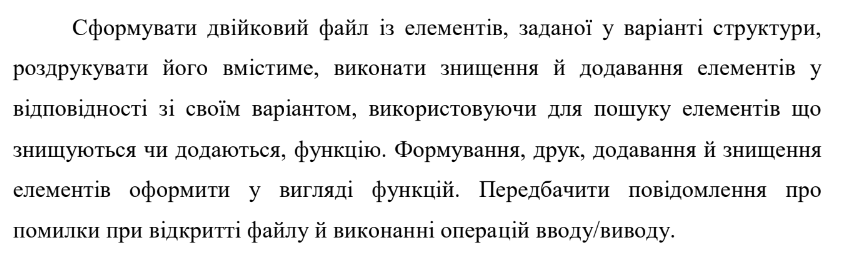 Сформувати двійковий файл із елементів, заданої у варіанті структури,
роздрукувати його вмістиме, виконати знищення й додавання елементів у
відповідності зі своїм варіантом, використовуючи для пошуку елементів що
знищуються чи додаються, функцію. Формування, друк, додавання й знищення
елементів оформити у вигляді функцій. Передбачити повідомлення про
помилки при відкритті файлу й виконанні операцій вводу/виводу.